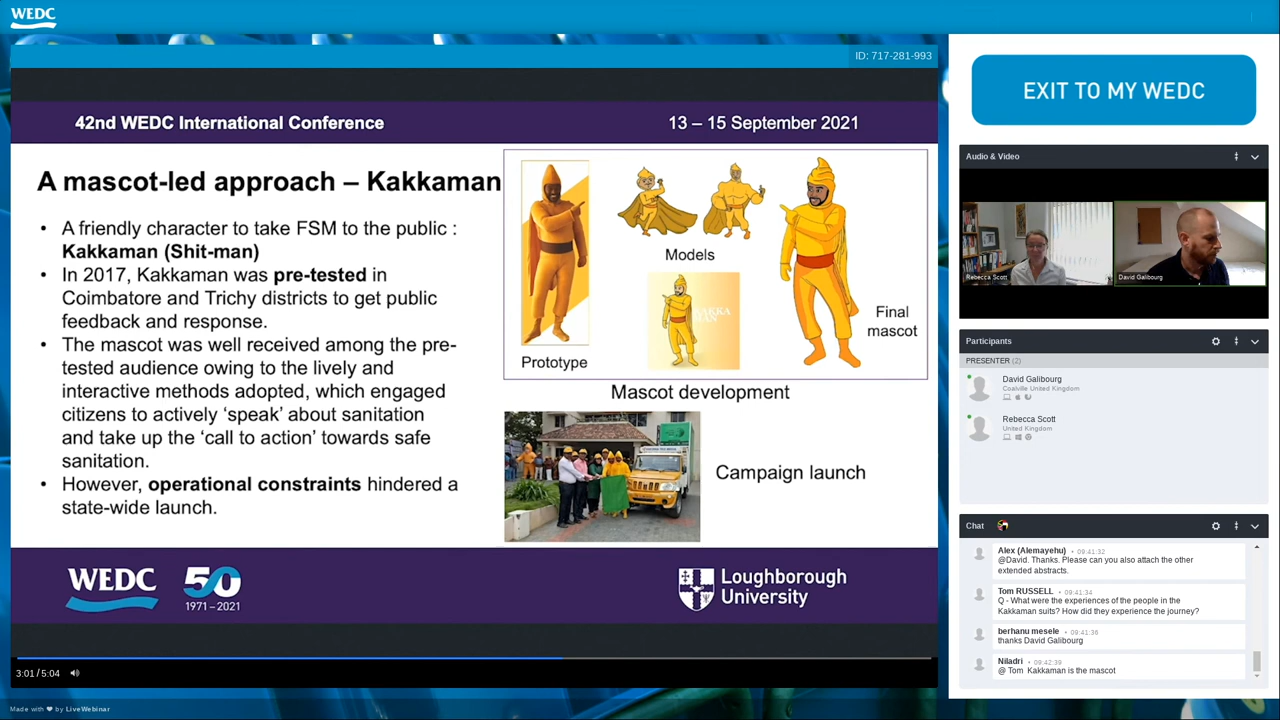 WEDC
ID: 717-281-993
EXIT TO MY WEDC
42nd WEDC International Conference
13 – 15 September 2021
A mascot-led approach – Kakkaman
• A friendly character to take FSM to the public :
Kakkaman (Shit-man)
• In 2017, Kakkaman was pre-tested in
Coimbatore and Trichy districts to get public
feedback and response.
• The mascot was well received among the pre-
tested audience owing to the lively and
interactive methods adopted, which engaged
citizens to actively ‘speak’ about sanitation
and take up the ‘call to action’ towards safe
sanitation.
• However, operational constraints hindered a
state-wide launch.
Prototype
Models
KAKKA
MAN
Final
mascot
Mascot development
Campaign launch
WEDC
50
1971 – 2021
Loughborough
University
3:01 / 5:04
Made with ❤ by LiveWebinar
Audio & Video
Rebecca Scott
David Galibourg
Participants
PRESENTER (2)
David Galibourg
Coalville United Kingdom
Rebecca Scott
United Kingdom
Chat
Alex (Alemayehu) • 09:41:32
@David. Thanks. Please can you also attach the other
extended abstracts.
Tom RUSSELL • 09:41:34
Q - What were the experiences of the people in the
Kakkaman suits? How did they experience the journey?
berhanu mesele • 09:41:36
thanks David Galibourg
Niladri • 09:42:39
@ Tom Kakkaman is the mascot